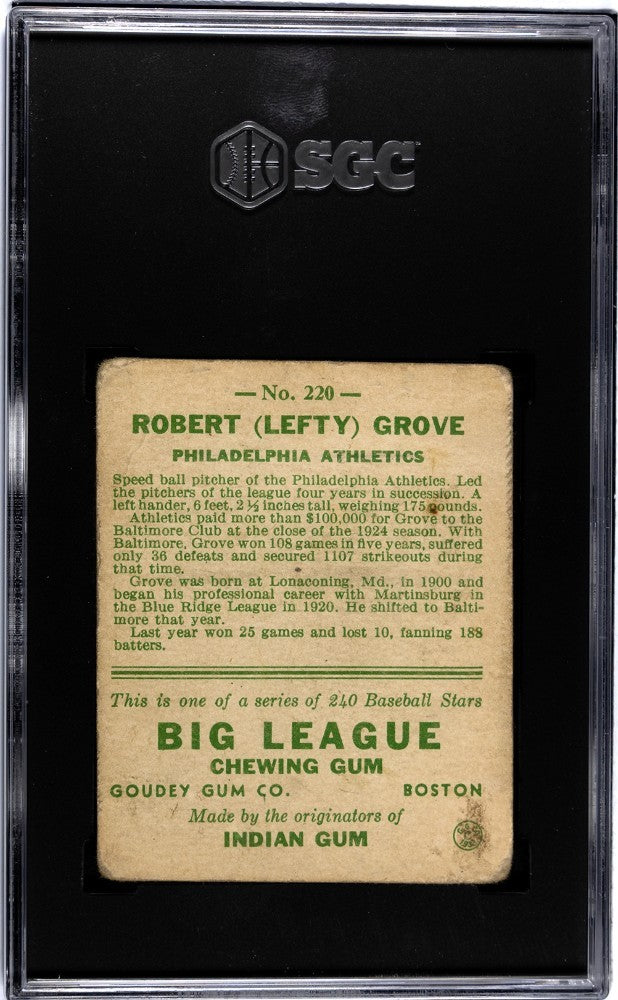 SGC
— No. 220 —
ROBERT (LEFTY) GROVE
PHILADELPHIA ATHLETICS
Speed ball pitcher of the Philadelphia Athletics. Led
the pitchers of the league four years in succession. A
left hander, 6 feet, 2 ½ inches tall, weighing 175 pounds.
Athletics paid more than $100,000 for Grove to the
Baltimore Club at the close of the 1924 season. With
Baltimore, Grove won 108 games in five years, suffered
only 36 defeats and secured 1107 strikeouts during
that time.
Grove was born at Lonaconing, Md., in 1900 and
began his professional career with Martinsburg in
the Blue Ridge League in 1920. He shifted to Balti-
more that year.
Last year won 25 games and lost 10, fanning 188
batters.
This is one of a series of 240 Baseball Stars
BIG LEAGUE
CHEWING GUM
GOUDEY GUM CO. BOSTON
Made by the originators of
INDIAN GUM